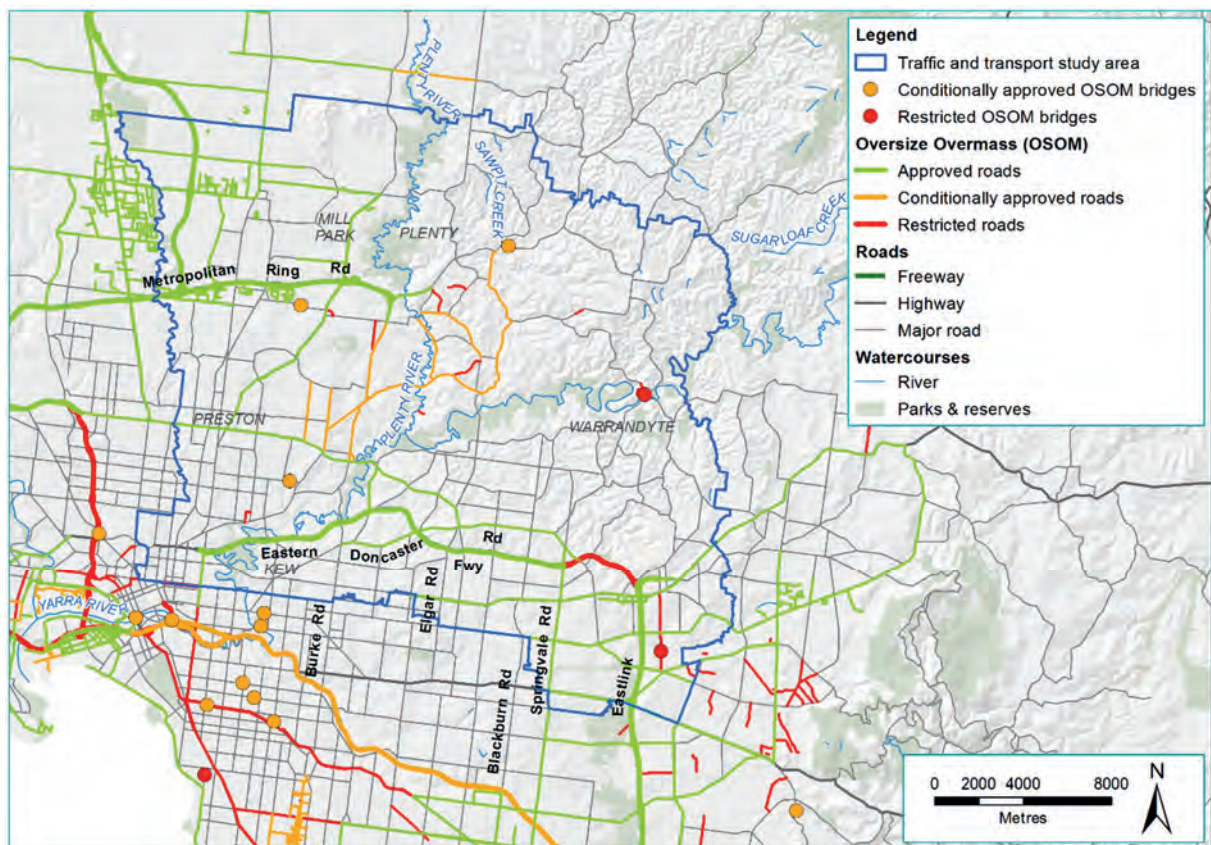 PLENTY RIVER
SAWPIT CREEK
SUGARLOAF CREEK
MILL
PARK
PLENTY
Metropolitan Ring Rd
PLENTY RIVER
PRESTON
WARRANDYTE
Eastern Fwy
Doncaster Rd
KEW
YARRA RIVER
Burke Rd
Elgar Rd
Blackburn Rd
Springvale Rd
Eastlink
Legend
Traffic and transport study area
Conditionally approved OSOM bridges
Restricted OSOM bridges
Oversize Overmass (OSOM)
Approved roads
Conditionally approved roads
Restricted roads
Roads
Freeway
Highway
Major road
Watercourses
River
Parks & reserves
0 2000 4000 8000
Metres
N